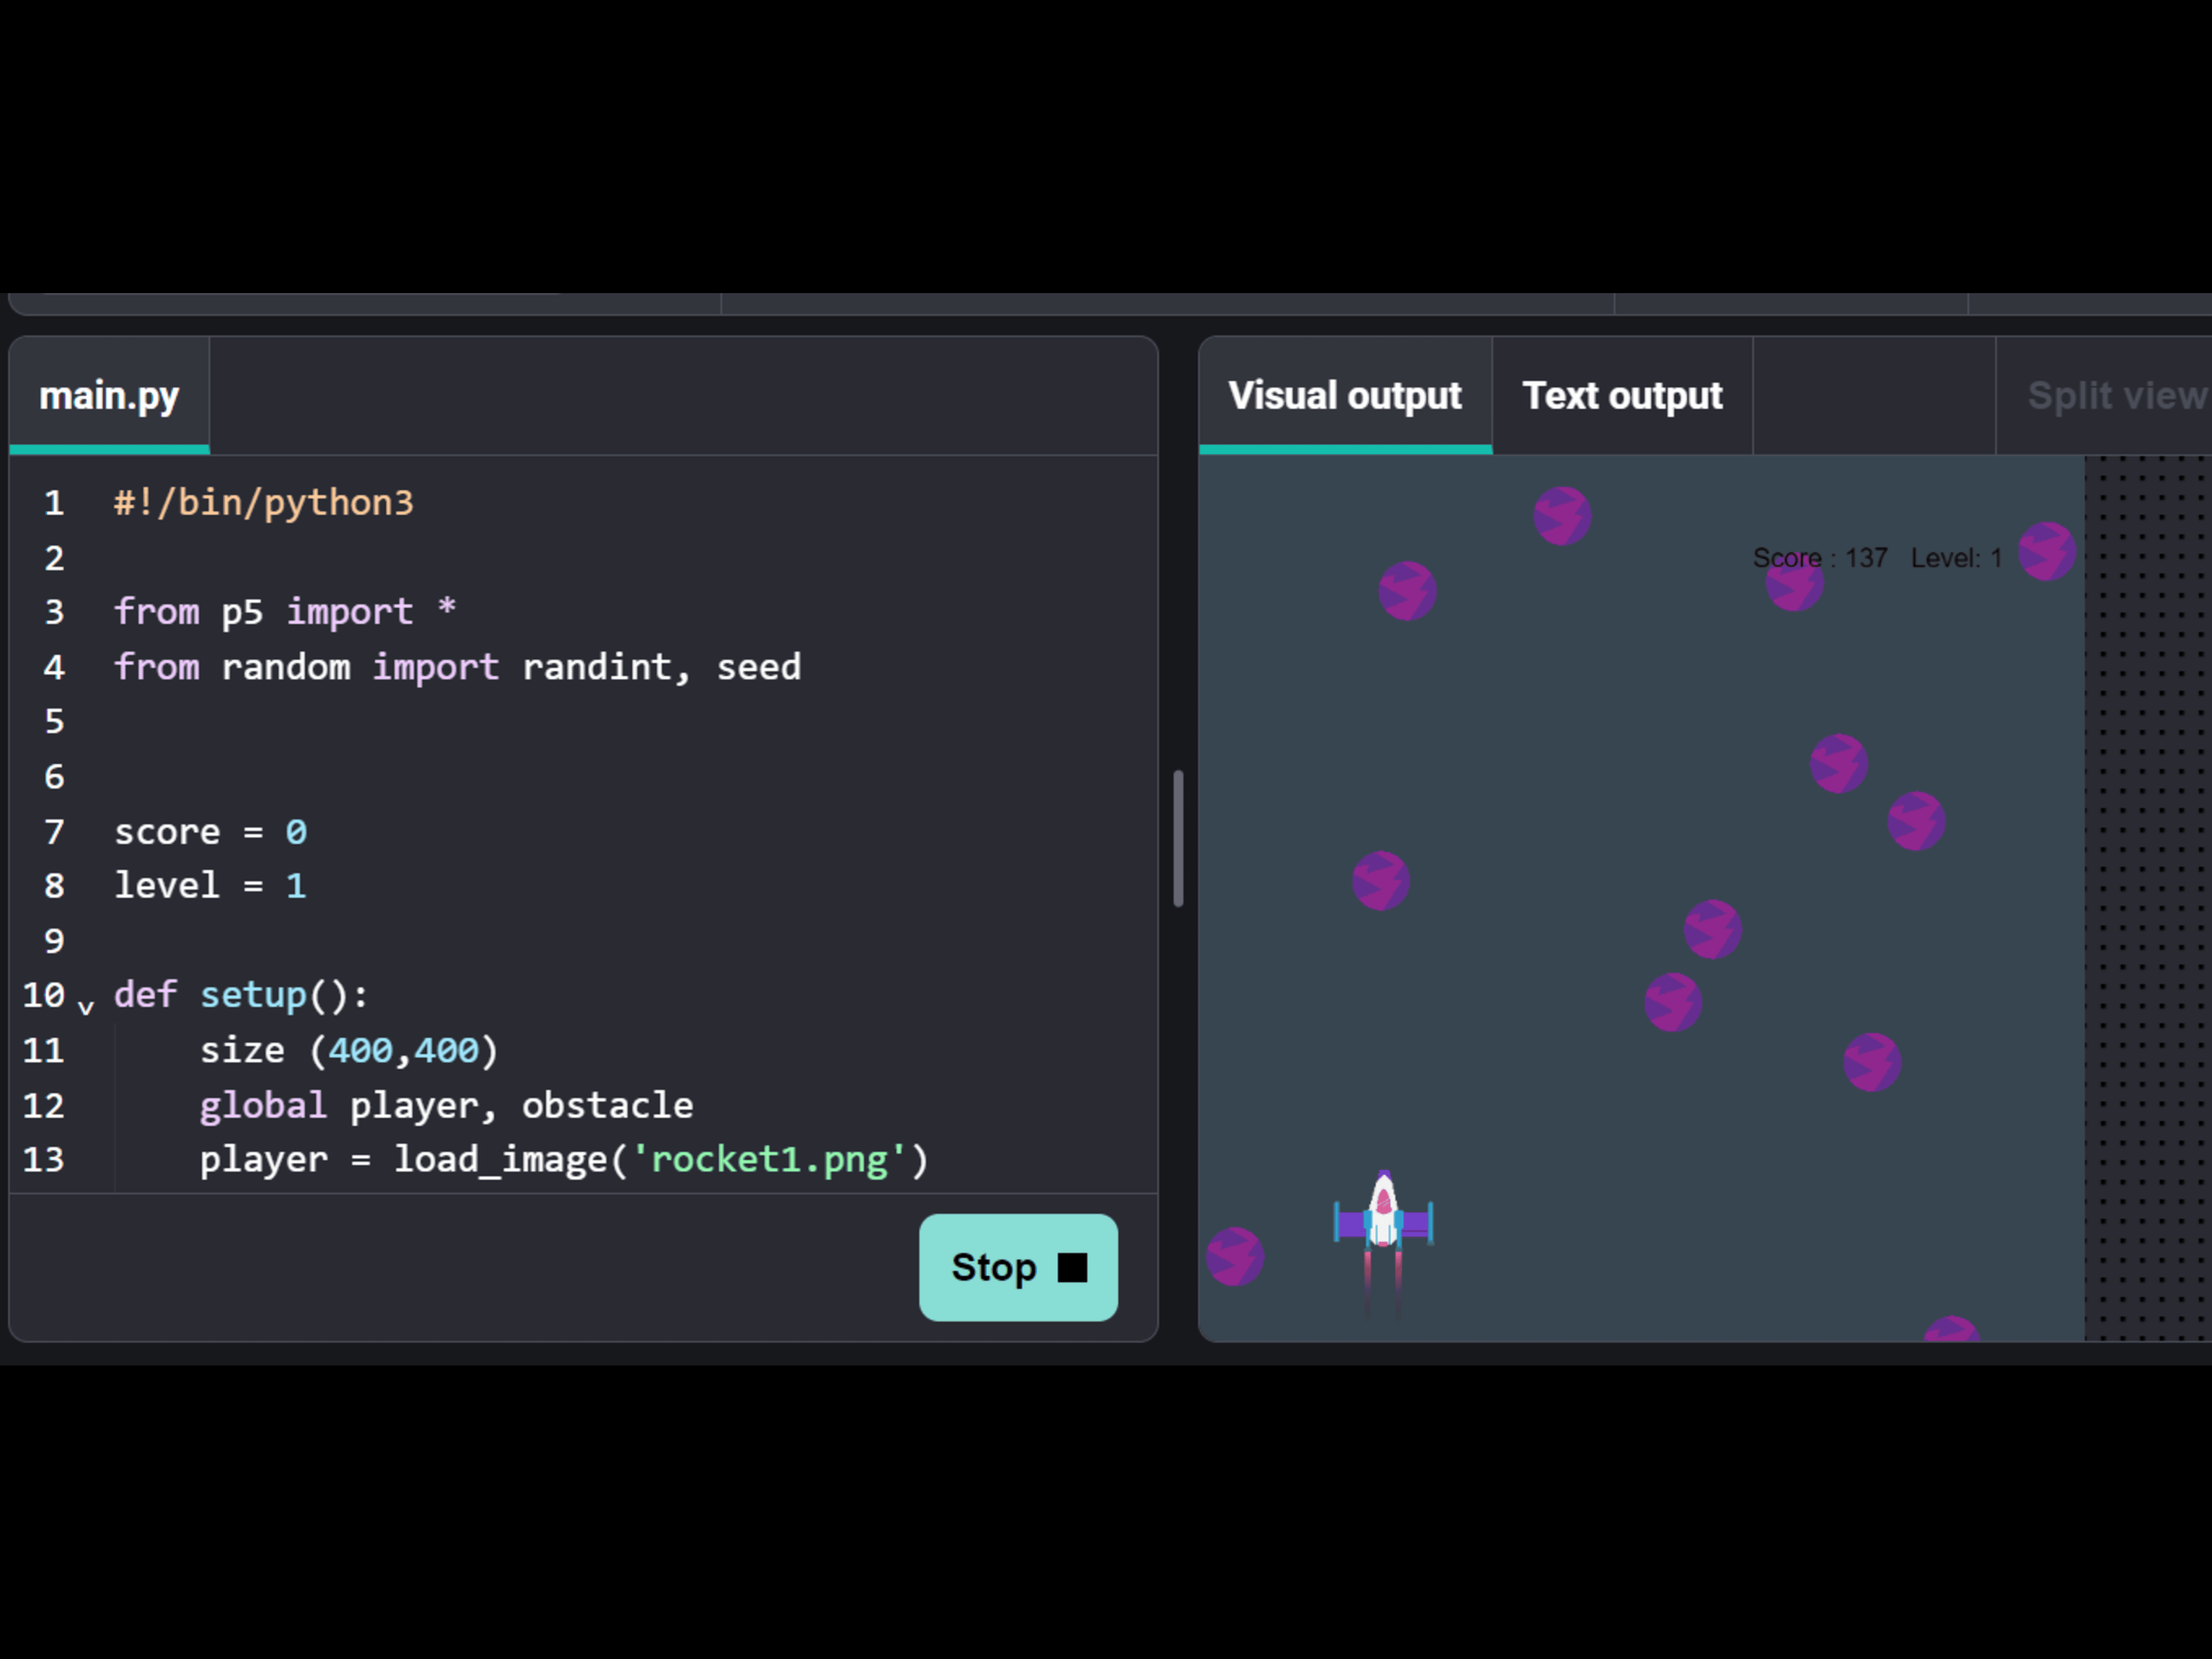 main.py
1 #!/bin/python3
2
3 from p5 import *
4 from random import randint, seed
5
6
7 score = 0
8 level = 1
9
10 def setup():
11 size (400,400)
12 global player, obstacle
13 player = load_image('rocket1.png')
Stop
Visual output Text output Split view
Score : 137 Level: 1